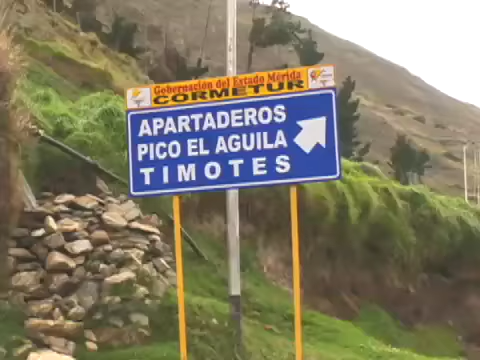 Gobernación del Estado Mérida
CORMETUR
APARTADEROS
PICO EL AGUILA
TIMOTES